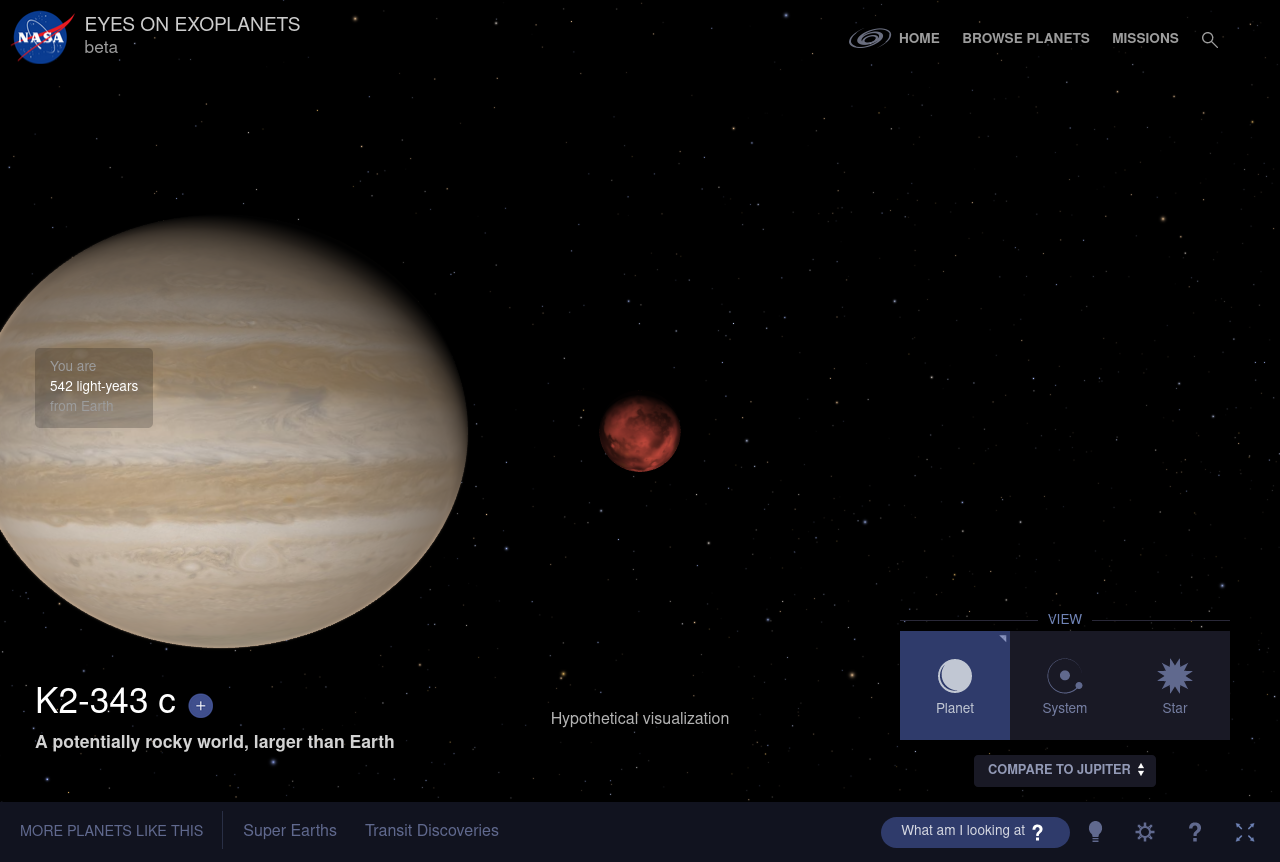 NASA
EYES ON EXOPLANETS
beta
HOME
BROWSE PLANETS
MISSIONS
You are
542 light-years
from Earth
VIEW
Planet
System
Star
K2-343 c +
A potentially rocky world, larger than Earth
Hypothetical visualization
COMPARE TO JUPITER
MORE PLANETS LIKE THIS
Super Earths
Transit Discoveries
What am I looking at ?
?